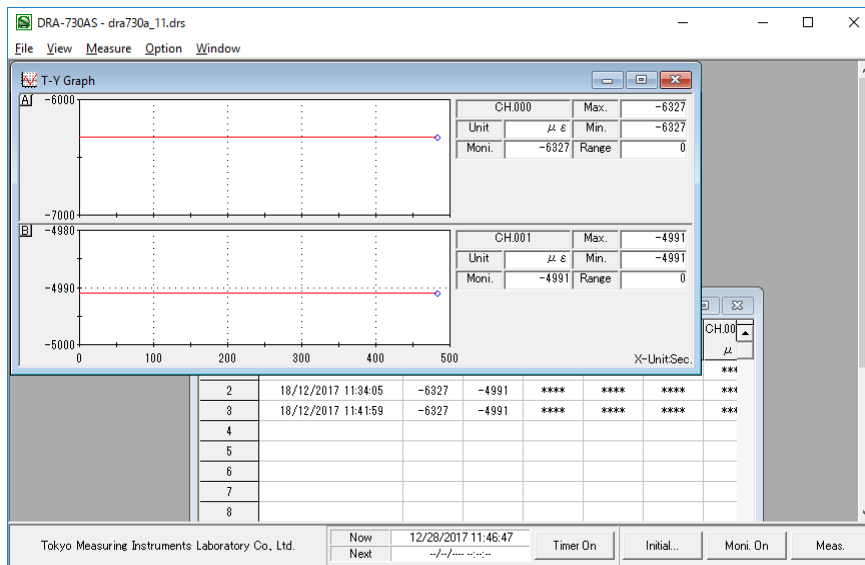 DRA-730AS - dra730a_11.drs
File View Measure Option Window
T-Y Graph
A -6000
-7000
CH.000 Max. -6327
Unit μ ε Min. -6327
Moni. -6327 Range 0
B -4980
-4990
-5000
CH.001 Max. -4991
Unit μ ε Min. -4991
Moni. -4991 Range 0
0 100 200 300 400 500 X-Unit:Sec.
CH.00
μ
***
2 18/12/2017 11:34:05 -6327 -4991 **** **** **** ***
3 18/12/2017 11:41:59 -6327 -4991 **** **** **** ***
4
5
6
7
8
Tokyo Measuring Instruments Laboratory Co., Ltd.
Now 12/28/2017 11:46:47
Next --/--/---- --:--:--
Timer On Initial... Moni. On Meas.